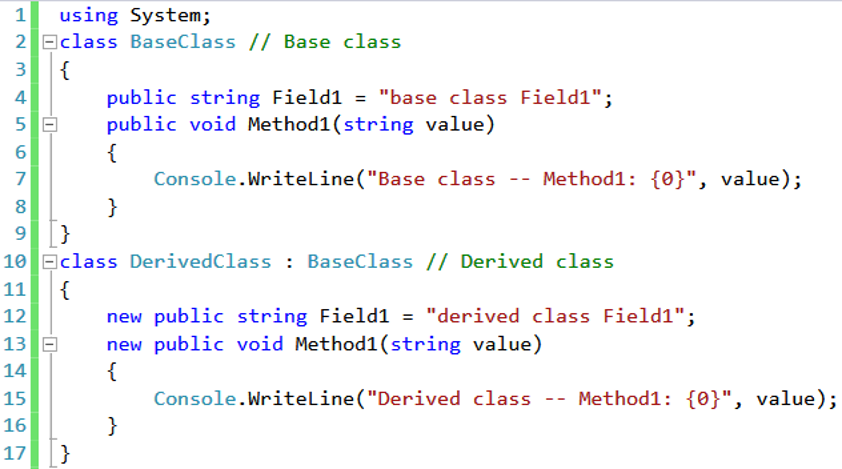 1 using System;
2 class BaseClass // Base class
3 {
4 public string Field1 = "base class Field1";
5 public void Method1(string value)
6 {
7 Console.WriteLine("Base class -- Method1: {0}", value);
8 }
9 }
10 class DerivedClass : BaseClass // Derived class
11 {
12 new public string Field1 = "derived class Field1";
13 new public void Method1(string value)
14 {
15 Console.WriteLine("Derived class -- Method1: {0}", value);
16 }
17 }